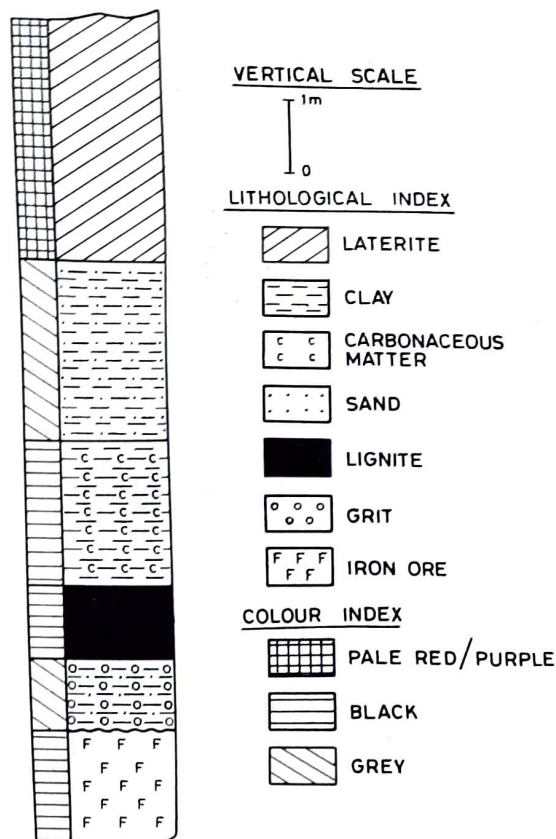 VERTICAL SCALE
1m
0
LITHOLOGICAL INDEX
LATERITE
CLAY
C C
C C
CARBONACEOUS
MATTER
SAND
LIGNITE
GRIT
F F F
F F
IRON ORE
COLOUR INDEX
PALE RED/PURPLE
BLACK
GREY
C C C
C C C
C C C
C C C
C C C
C C C
F F F
F F
F F F
F F
F F F